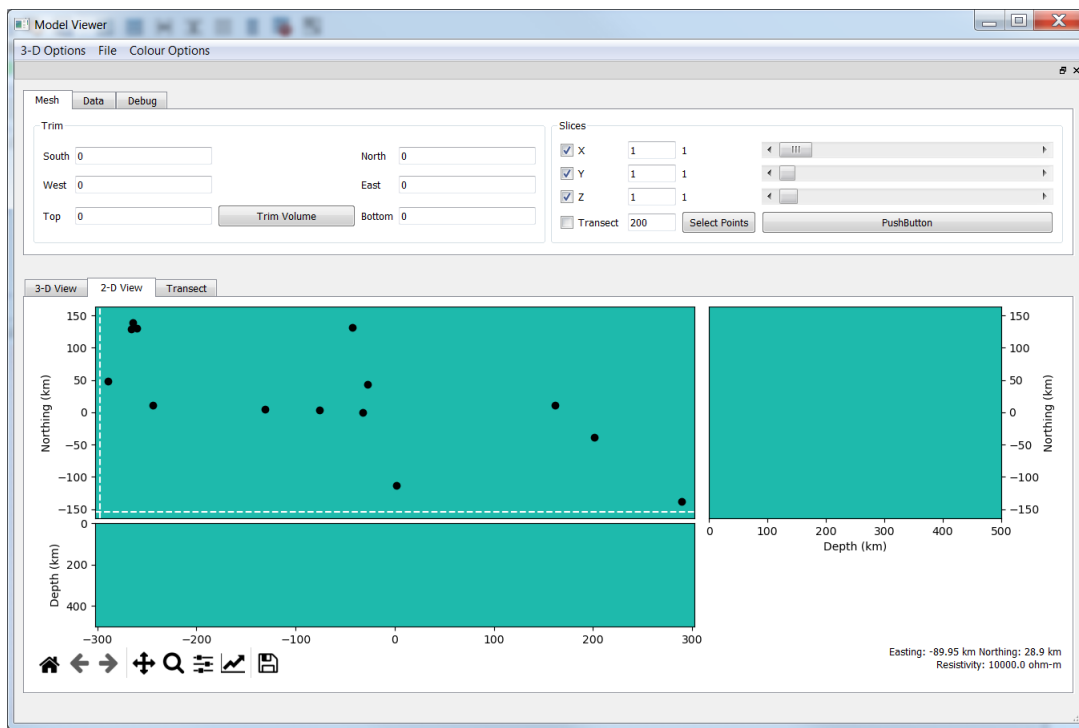 Model Viewer
3-D Options File Colour Options
Mesh Data Debug
Trim
South 0 North 0
West 0 East 0
Top 0 Trim Volume Bottom 0
Slices
X 1 1
Y 1 1
Z 1 1
Transect 200 Select Points PushButton
3-D View 2-D View Transect
150
100
50
0
−50
−100
−150
Northing (km)
150
100
50
0
−50
−100
−150
Northing (km)
0 100 200 300 400 500
Depth (km)
0
200
400
Depth (km)
−300 −200 −100 0 100 200 300
Easting: -89.95 km Northing: 28.9 km
Resistivity: 10000.0 ohm-m